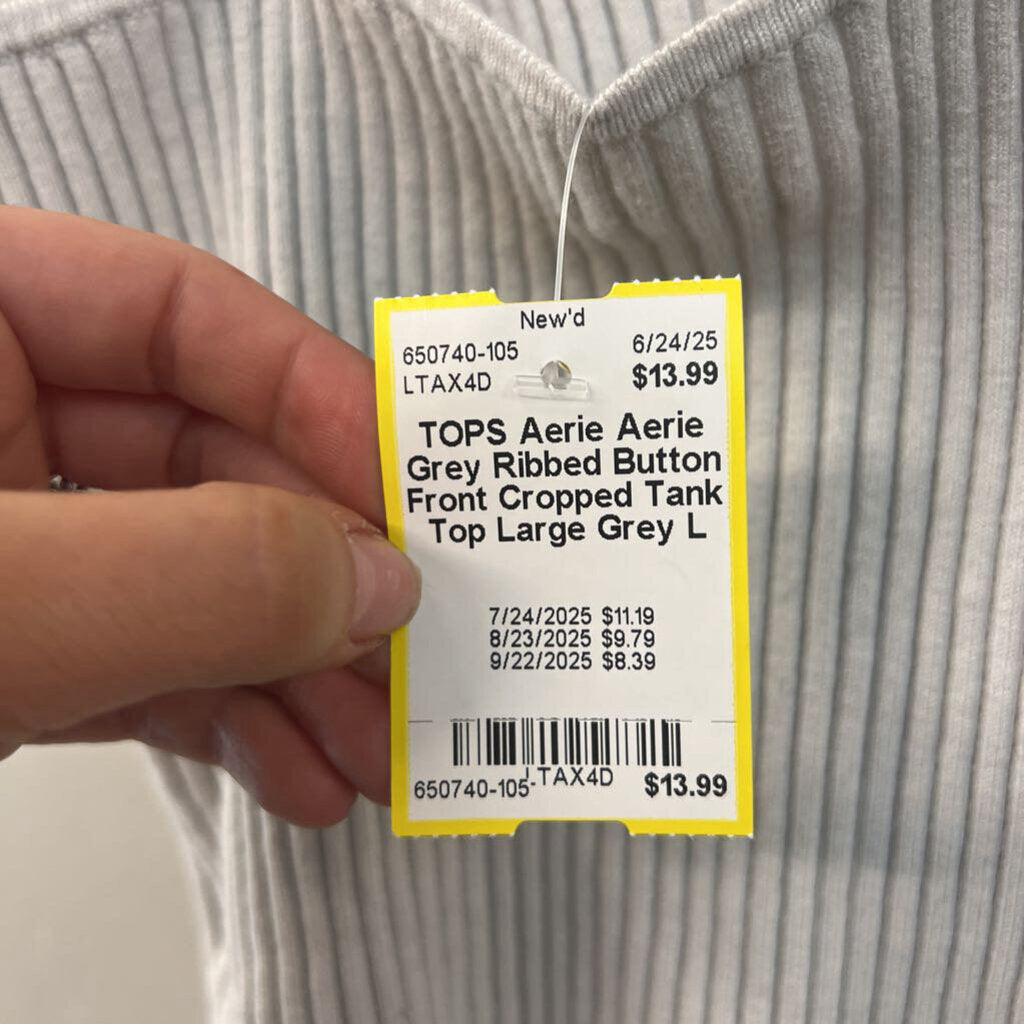 New'd
650740-105 6/24/25
LTAX4D $13.99
TOPS Aerie Aerie
Grey Ribbed Button
Front Cropped Tank
Top Large Grey L
7/24/2025 $11.19
8/23/2025 $9.79
9/22/2025 $8.39
650740-105-LTAX4D $13.99